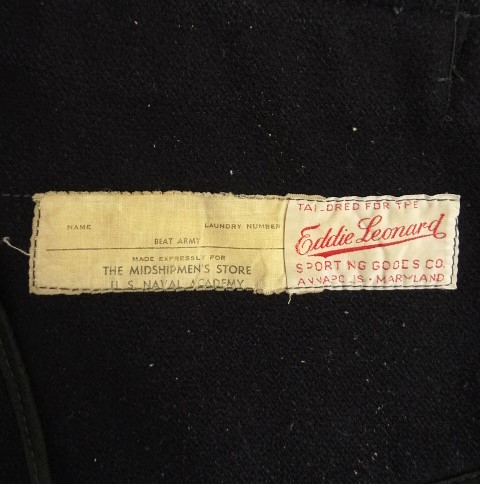 NAME LAUNDRY NUMBER
BEAT ARMY
MADE EXPRESSLY FOR
THE MIDSHIPMEN'S STORE
U. S. NAVAL ACADEMY
TAILORED FOR THE
Eddie Leonard
SPORTING GOODS CO.
ANNAPOLIS · MARYLAND